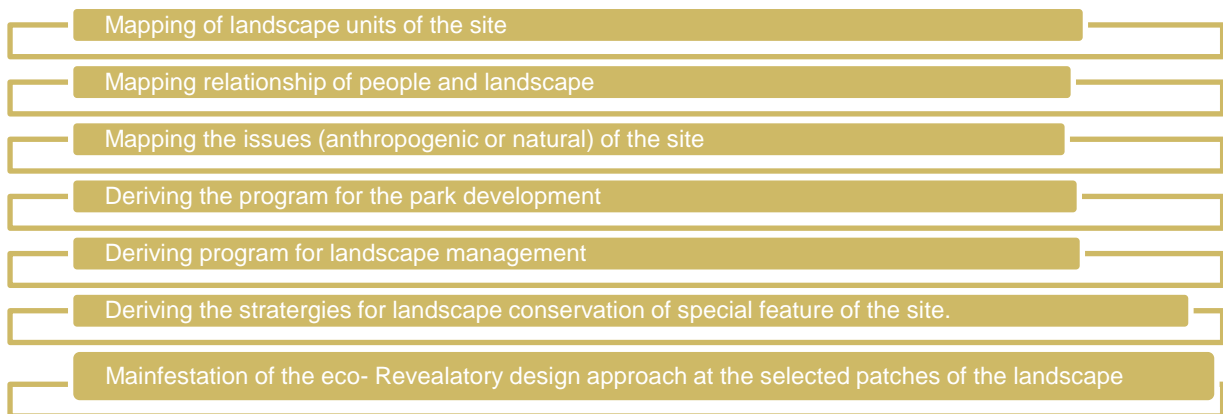 Mapping of landscape units of the site
Mapping relationship of people and landscape
Mapping the issues (anthropogenic or natural) of the site
Deriving the program for the park development
Deriving program for landscape management
Deriving the stratergies for landscape conservation of special feature of the site.
Mainfestation of the eco- Revealatory design approach at the selected patches of the landscape